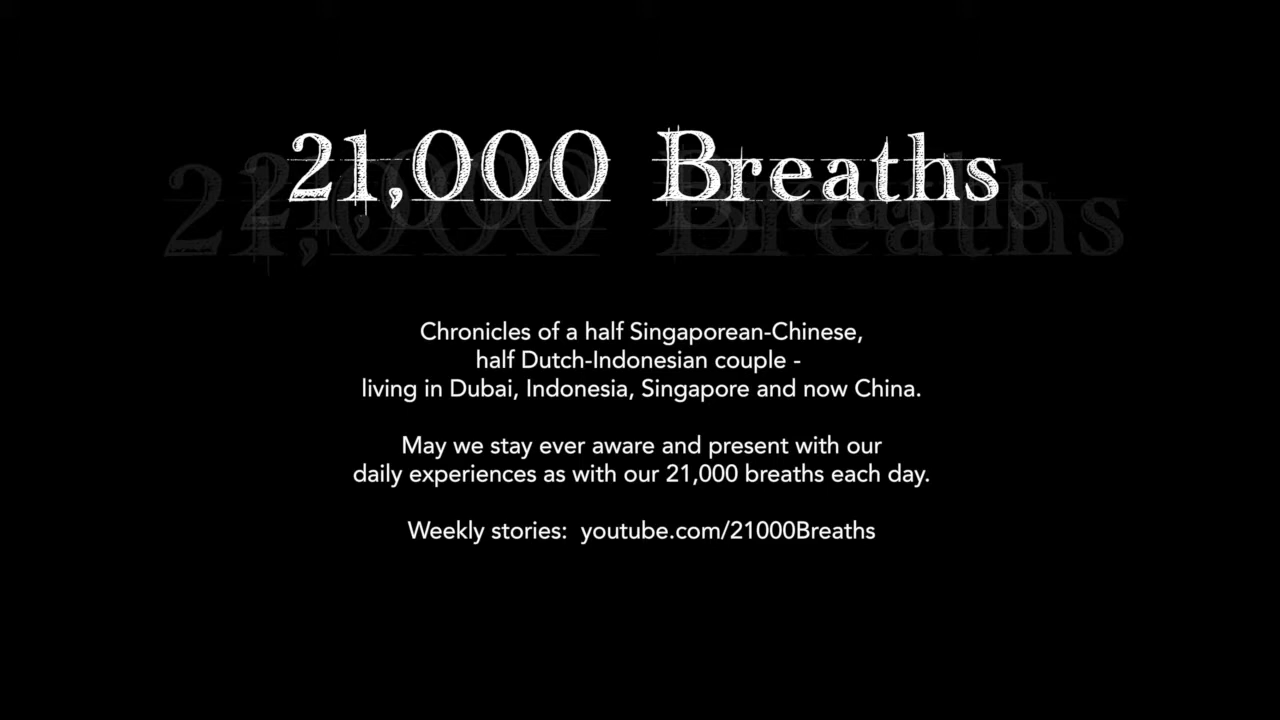 21,000 Breaths
Chronicles of a half Singaporean-Chinese,
half Dutch-Indonesian couple -
living in Dubai, Indonesia, Singapore and now China.
May we stay ever aware and present with our
daily experiences as with our 21,000 breaths each day.
Weekly stories:  youtube.com/21000Breaths